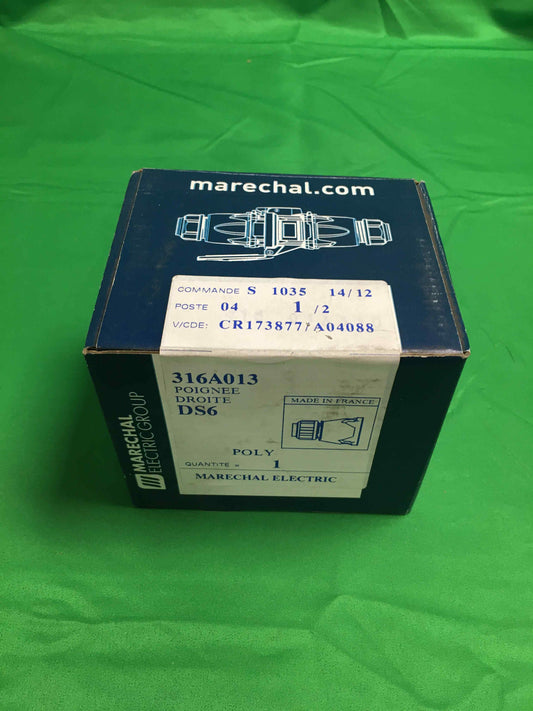 marechal.com
COMMANDE S 1035 14/12
POSTE 04 1 /2
V/CDE: CR173877/A04088
316A013
POIGNEE
DROITE
DS6
MADE IN FRANCE
POLY
QUANTITE = 1
MARECHAL ELECTRIC
MARECHAL
ELECTRIC GROUP